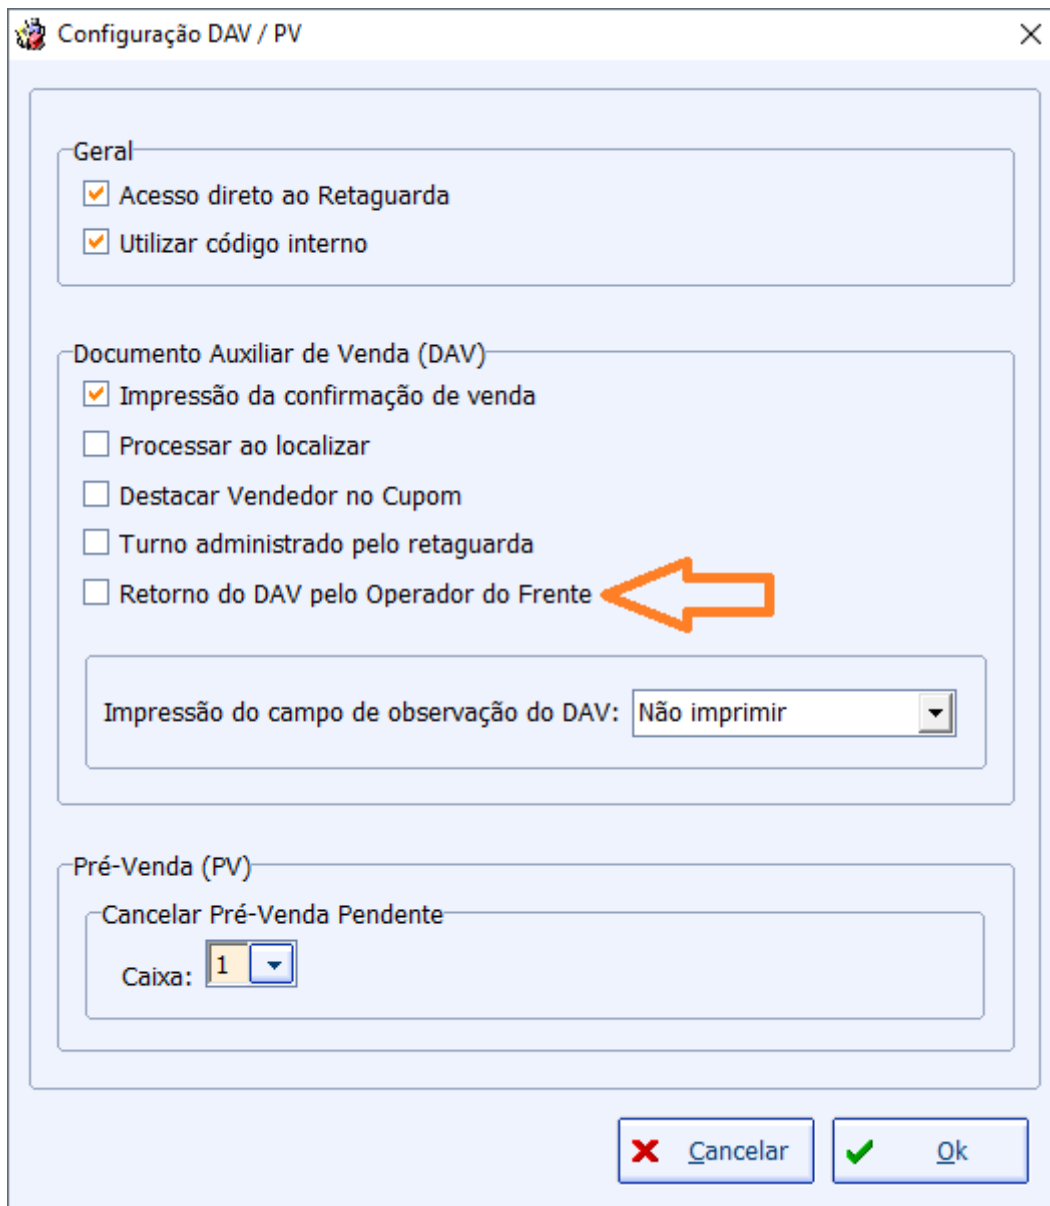 Configuração DAV / PV
Geral
Acesso direto ao Retaguarda
Utilizar código interno
Documento Auxiliar de Venda (DAV)
Impressão da confirmação de venda
Processar ao localizar
Destacar Vendedor no Cupom
Turno administrado pelo retaguarda
Retorno do DAV pelo Operador do Frente
Impressão do campo de observação do DAV: Não imprimir
Pré-Venda (PV)
Cancelar Pré-Venda Pendente
Caixa: 1
Cancelar Ok